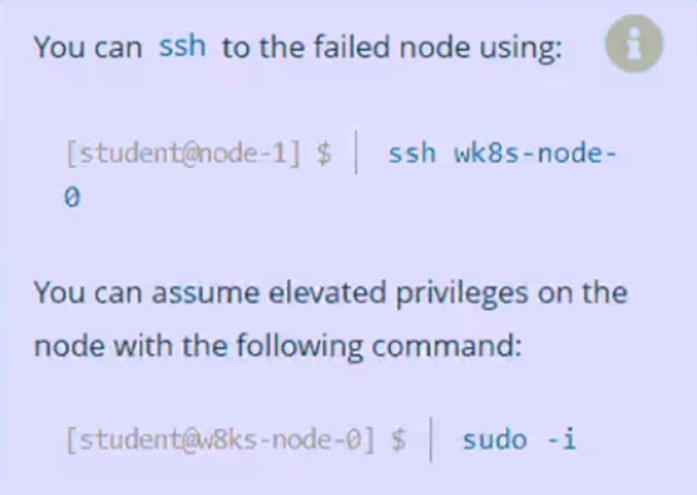 You can ssh to the failed node using:
i
[student@node-1] $ | ssh wk8s-node-
0
You can assume elevated privileges on the
node with the following command:
[student@w8ks-node-0] $ | sudo -i